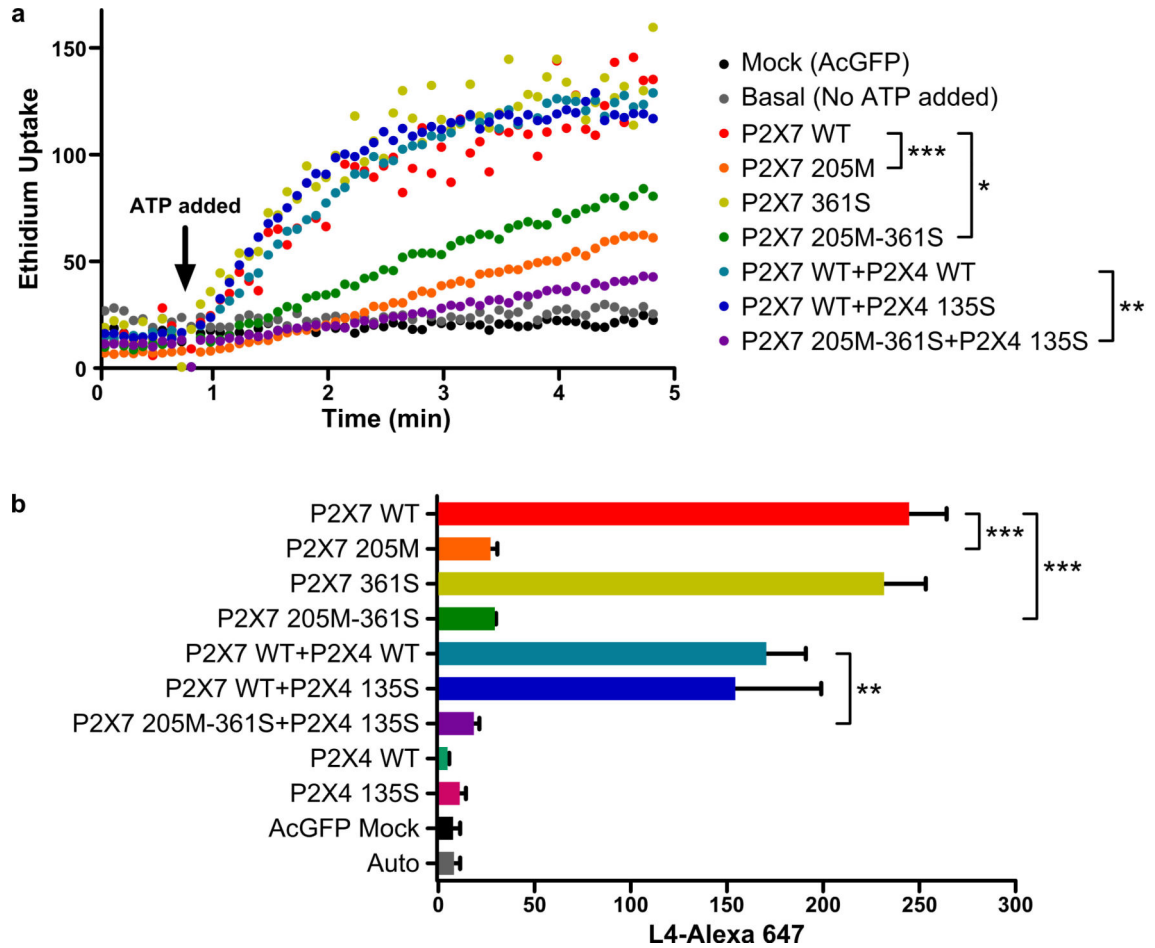 a
Ethidium Uptake
150
100
50
0
ATP added
0 1 2 3 4 5
Time (min)
Mock (AcGFP)
Basal (No ATP added)
P2X7 WT
P2X7 205M
P2X7 361S
P2X7 205M-361S
P2X7 WT+P2X4 WT
P2X7 WT+P2X4 135S
P2X7 205M-361S+P2X4 135S
***
*
**
b
P2X7 WT
P2X7 205M
P2X7 361S
P2X7 205M-361S
P2X7 WT+P2X4 WT
P2X7 WT+P2X4 135S
P2X7 205M-361S+P2X4 135S
P2X4 WT
P2X4 135S
AcGFP Mock
Auto
***
***
**
0 50 100 150 200 250 300
L4-Alexa 647